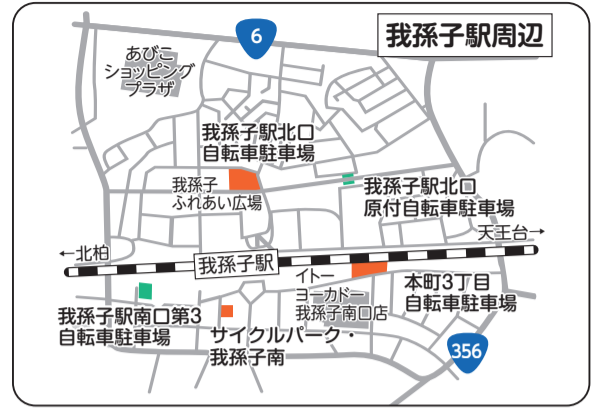 我孫子駅周辺
6
あびこ
ショッピング
プラザ
我孫子駅北口
自転車駐車場
我孫子
ふれあい広場
我孫子駅北口
原付自転車駐車場
天王台→
←北柏
我孫子駅
イトー
ヨーカドー
我孫子南口店
本町3丁目
自転車駐車場
我孫子駅南口第3
自転車駐車場
サイクルパーク・
我孫子南
356